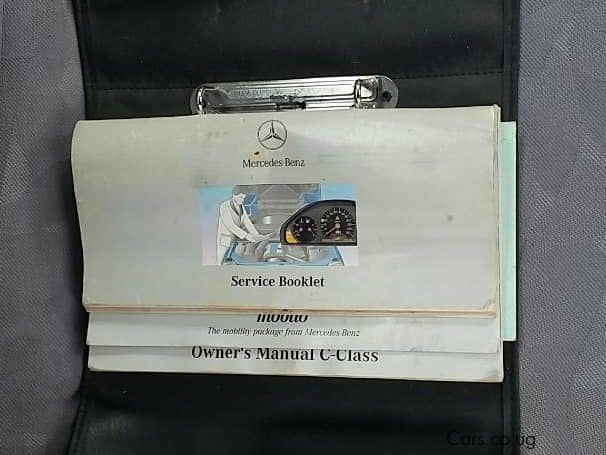 Mercedes-Benz
Service Booklet
mobilo
The mobility package from Mercedes-Benz
Owner's Manual C-Class
Cars.co.ug